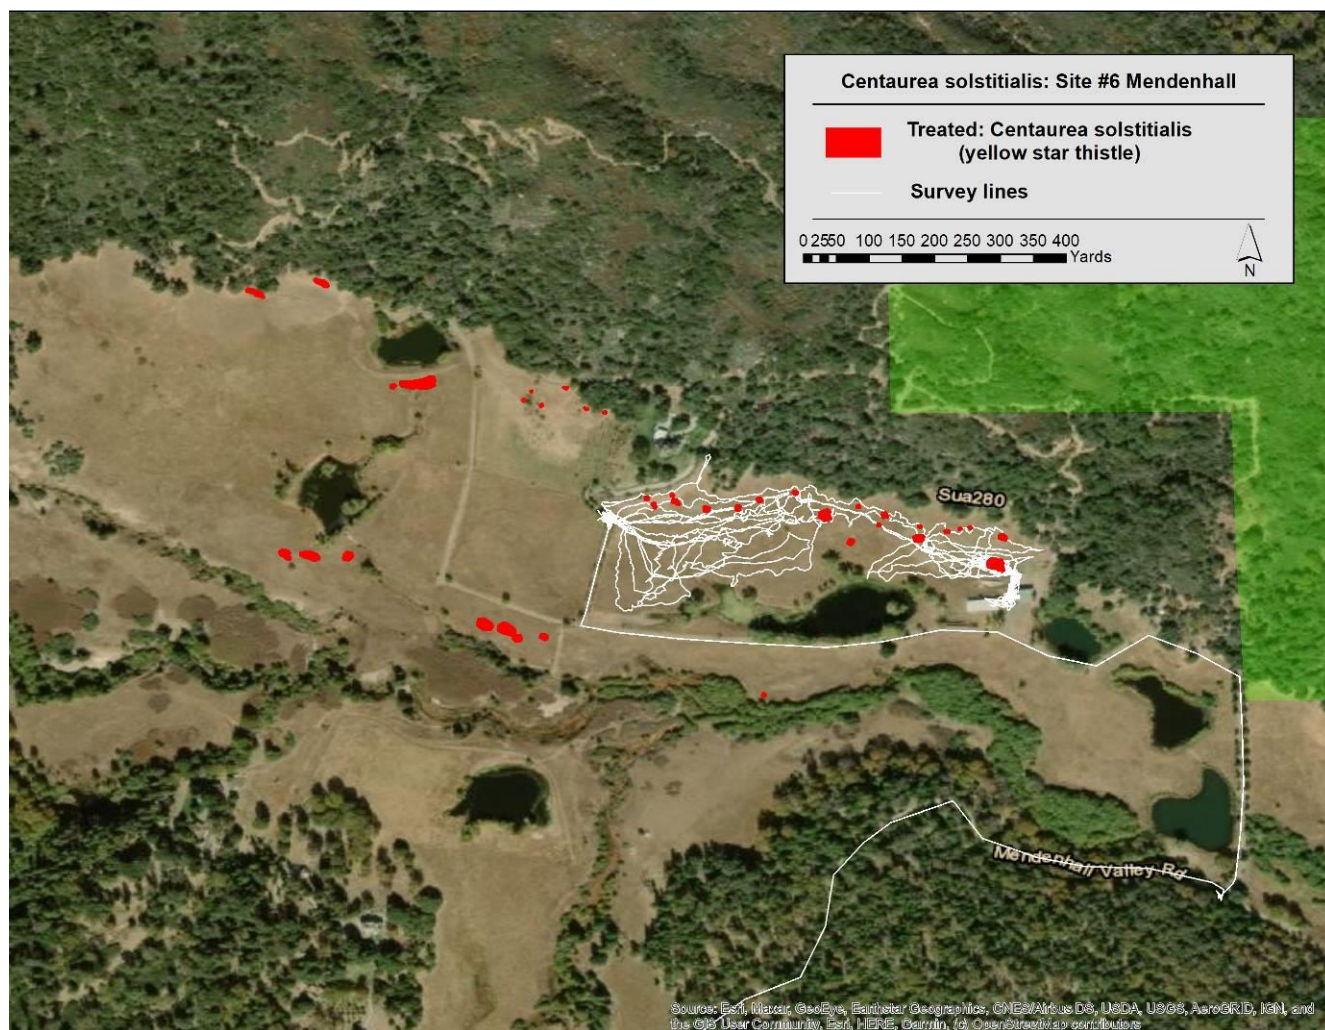 Centaurea solstitialis: Site #6 Mendenhall
Treated: Centaurea solstitialis
(yellow star thistle)
Survey lines
0 25 50 100 150 200 250 300 350 400
Yards
N
Sua280
Mendenhall Valley Rd
Source: Esri, Maxar, GeoEye, Earthstar Geographics, CNES/Airbus DS, USDA, USGS, AeroGRID, IGN, and
the GIS User Community, Esri, HERE, Garmin, (c) OpenStreetMap contributors